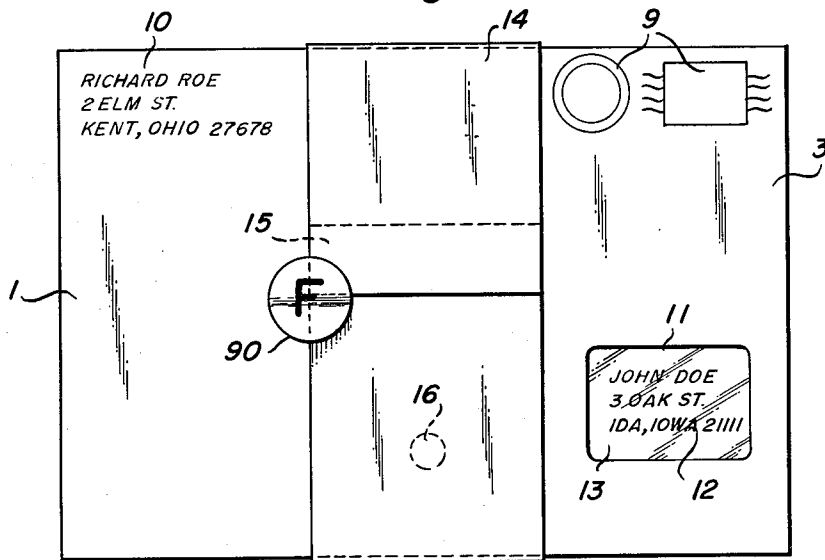 10
14
9
RICHARD ROE
2 ELM ST.
KENT, OHIO 27678
3
15
1
F
90
11
JOHN DOE
3 OAK ST.
IDA, IOWA 21111
16
13
12